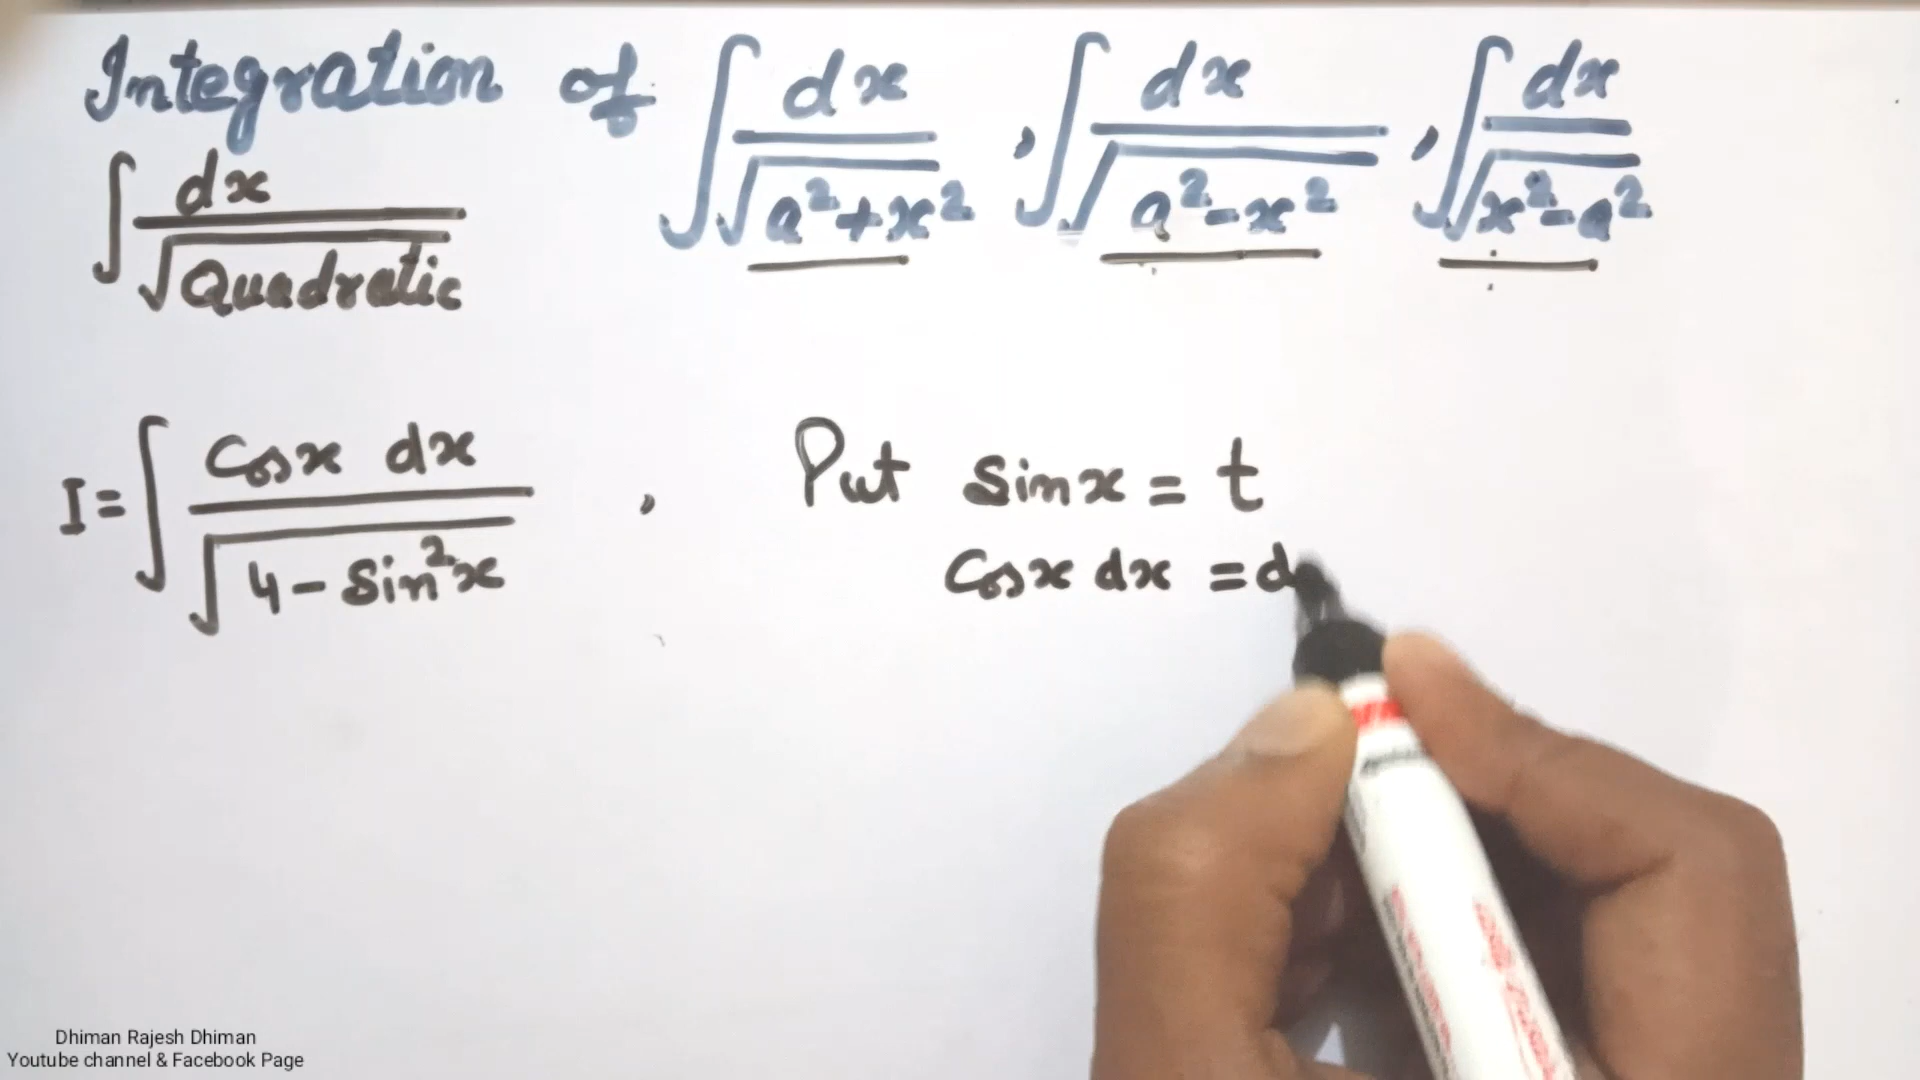 Integration of ∫ dx / √(a²+x²) , ∫ dx / √(a²-x²) , ∫ dx / √(x²-a²)
∫ dx / √Quadratic
I = ∫ Cosx dx / √(4 - Sin²x) , Put Sinx = t
Cosx dx = d
Dhiman Rajesh Dhiman
Youtube channel & Facebook Page